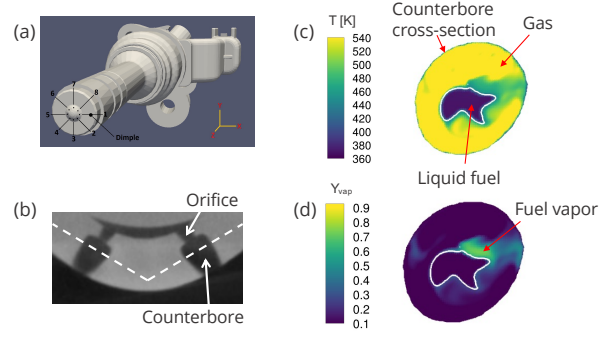 (a)
7
6
8
5
1
4
2
3
Dimple
(b)
Orifice
Counterbore
(c)
T [K]
Counterbore
cross-section
Gas
540
520
500
480
460
440
420
400
380
360
Liquid fuel
(d)
Yvap
Fuel vapor
0.9
0.8
0.7
0.6
0.5
0.4
0.3
0.2
0.1